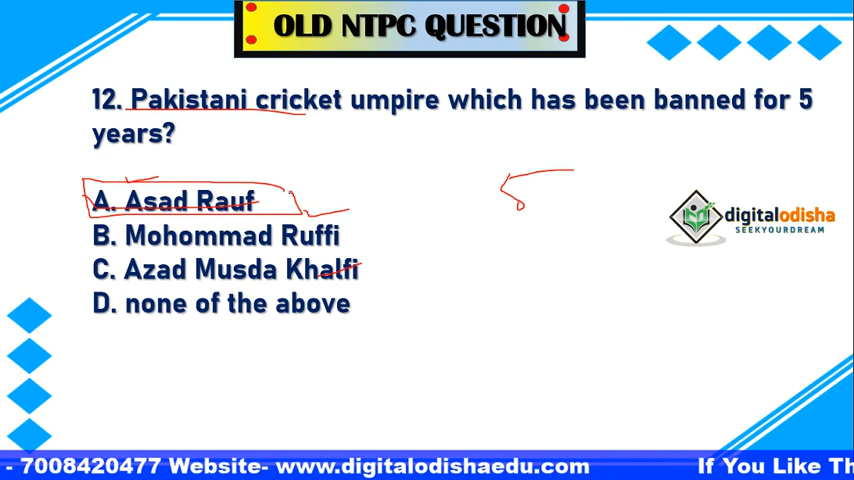 OLD NTPC QUESTION
12. Pakistani cricket umpire which has been banned for 5
years?
A. Asad Rauf
B. Mohommad Ruffi
C. Azad Musda Khalfi
D. none of the above
digitalodisha
SEEKYOURDREAM
- 7008420477 Website- www.digitalodishaedu.com If You Like Th